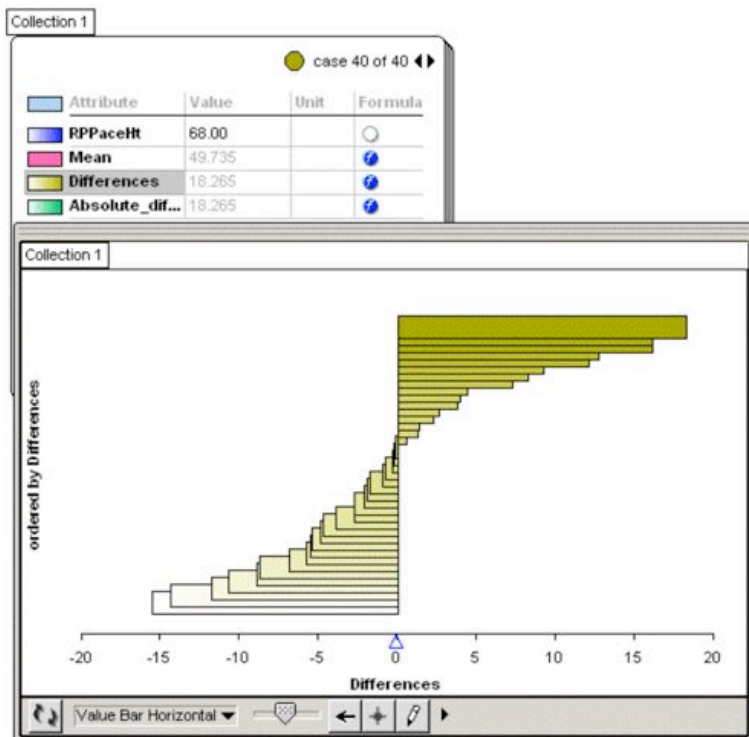 Collection 1
case 40 of 40
Attribute Value Unit Formula
RPPaceHt 68.00
Mean 49.735
Differences 18.265
Absolute_dif... 18.265
Collection 1
ordered by Differences
-20 -15 -10 -5 0 5 10 15 20
Differences
Value Bar Horizontal